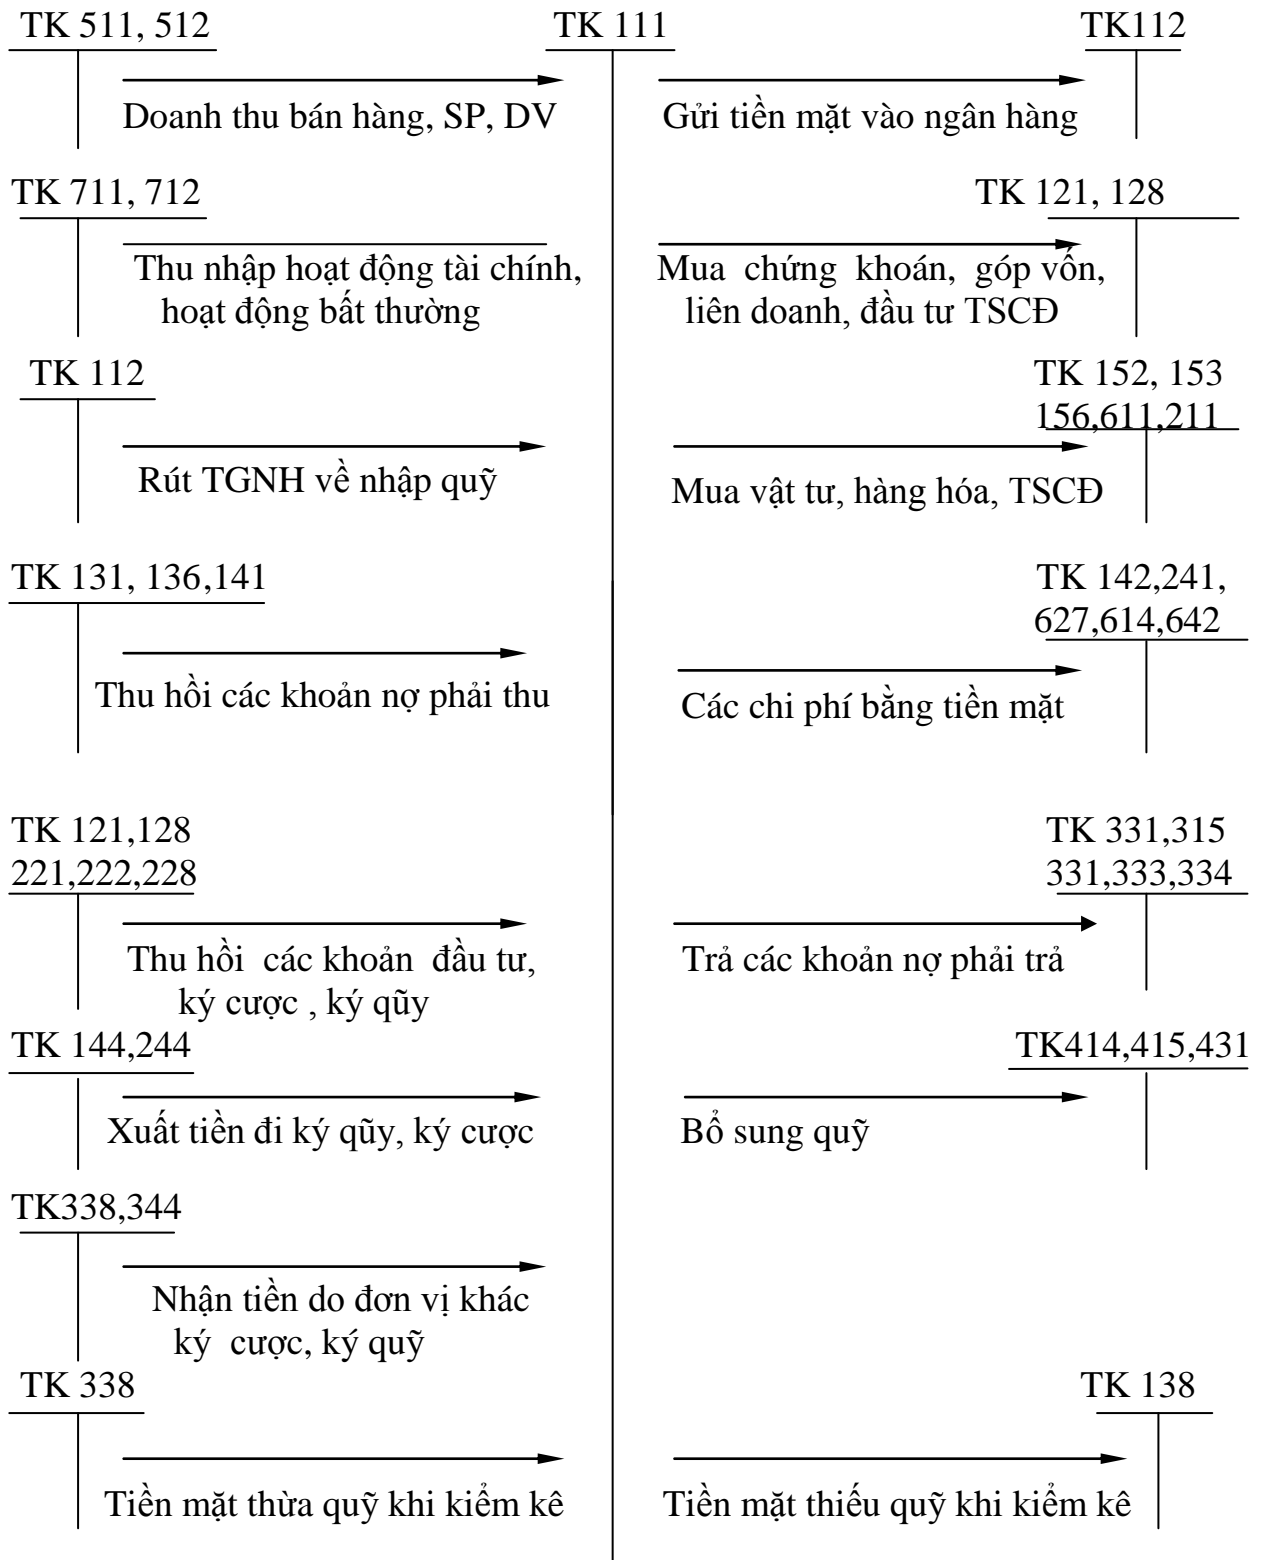 TK 511, 512
TK 111
TK112
Doanh thu bán hàng, SP, DV
Gửi tiền mặt vào ngân hàng
TK 711, 712
TK 121, 128
Thu nhập hoạt động tài chính,
hoạt động bất thường
Mua chứng khoán, góp vốn,
liên doanh, đầu tư TSCĐ
TK 112
TK 152, 153
156,611,211
Rút TGNH về nhập quỹ
Mua vật tư, hàng hóa, TSCĐ
TK 131, 136,141
TK 142,241,
627,614,642
Thu hồi các khoản nợ phải thu
Các chi phí bằng tiền mặt
TK 121,128
221,222,228
TK 331,315
331,333,334
Thu hồi các khoản đầu tư,
ký cược , ký qũy
Trả các khoản nợ phải trả
TK 144,244
TK414,415,431
Xuất tiền đi ký qũy, ký cược
Bổ sung quỹ
TK338,344
Nhận tiền do đơn vị khác
ký cược, ký quỹ
TK 338
TK 138
Tiền mặt thừa quỹ khi kiểm kê
Tiền mặt thiếu quỹ khi kiểm kê